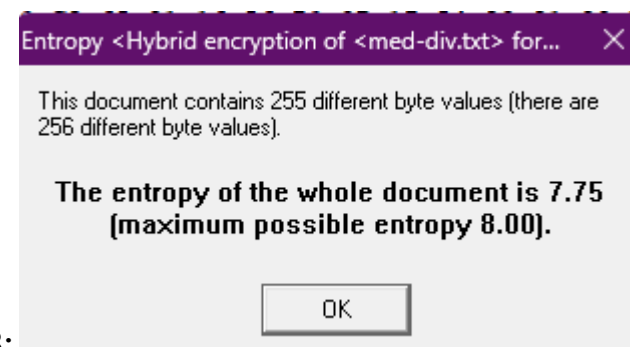 Entropy <Hybrid encryption of <med-div.txt> for...
This document contains 255 different byte values (there are
256 different byte values).
The entropy of the whole document is 7.75
(maximum possible entropy 8.00).
OK